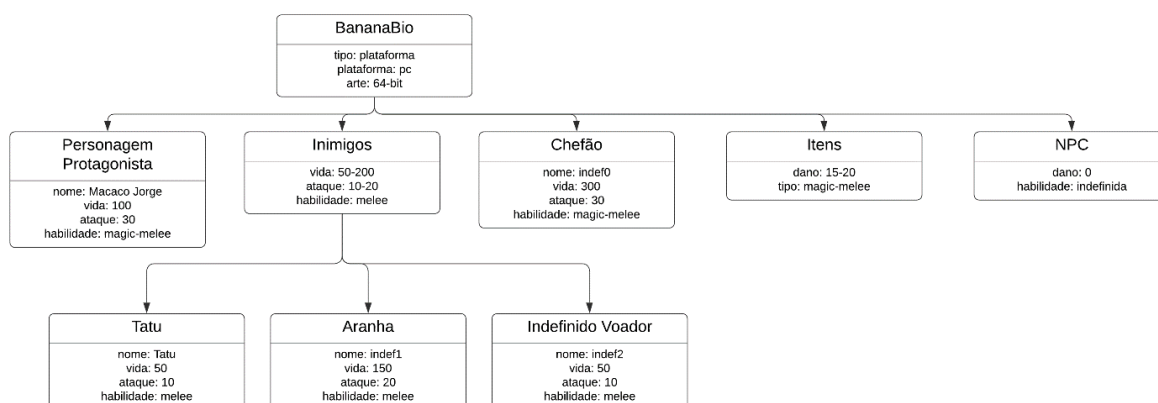 BananaBio
tipo: plataforma
plataforma: pc
arte: 64-bit
Personagem
Protagonista
nome: Macaco Jorge
vida: 100
ataque: 30
habilidade: magic-melee
Inimigos
vida: 50-200
ataque: 10-20
habilidade: melee
Chefão
nome: indef0
vida: 300
ataque: 30
habilidade: magic-melee
Itens
dano: 15-20
tipo: magic-melee
NPC
dano: 0
habilidade: indefinida
Tatu
nome: Tatu
vida: 50
ataque: 10
habilidade: melee
Aranha
nome: indef1
vida: 150
ataque: 20
habilidade: melee
Indefinido Voador
nome: indef2
vida: 50
ataque: 10
habilidade: melee